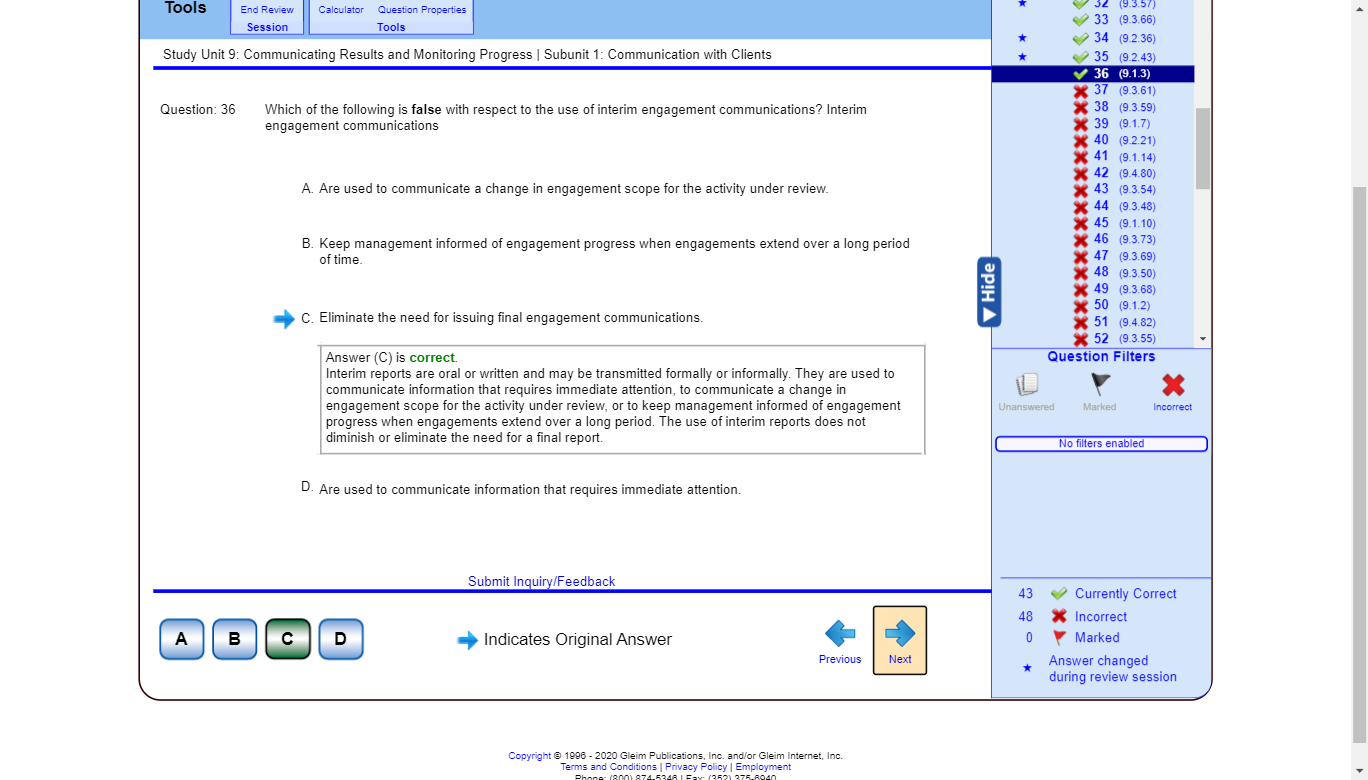 Tools
End Review
Session
Calculator Question Properties
Tools
Study Unit 9: Communicating Results and Monitoring Progress | Subunit 1: Communication with Clients
Question: 36
Which of the following is false with respect to the use of interim engagement communications? Interim
engagement communications
A. Are used to communicate a change in engagement scope for the activity under review.
B. Keep management informed of engagement progress when engagements extend over a long period
of time.
C. Eliminate the need for issuing final engagement communications.
Answer (C) is correct.
Interim reports are oral or written and may be transmitted formally or informally. They are used to
communicate information that requires immediate attention, to communicate a change in
engagement scope for the activity under review, or to keep management informed of engagement
progress when engagements extend over a long period. The use of interim reports does not
diminish or eliminate the need for a final report.
D. Are used to communicate information that requires immediate attention.
Submit Inquiry/Feedback
A B C D
Indicates Original Answer
Previous
Next
32 (9.3.57)
33 (9.3.66)
34 (9.2.36)
35 (9.2.43)
36 (9.1.3)
37 (9.3.61)
38 (9.3.59)
39 (9.1.7)
40 (9.2.21)
41 (9.1.14)
42 (9.4.80)
43 (9.3.54)
44 (9.3.48)
45 (9.1.10)
46 (9.3.73)
47 (9.3.69)
48 (9.3.50)
49 (9.3.68)
50 (9.1.2)
51 (9.4.82)
52 (9.3.55)
Hide
Question Filters
Unanswered Marked Incorrect
No filters enabled
43 Currently Correct
48 Incorrect
0 Marked
Answer changed
during review session
Copyright © 1996 - 2020 Gleim Publications, Inc. and/or Gleim Internet, Inc.
Terms and Conditions | Privacy Policy | Employment
Phone: (800) 874-5346 | Fax: (352) 375-6940